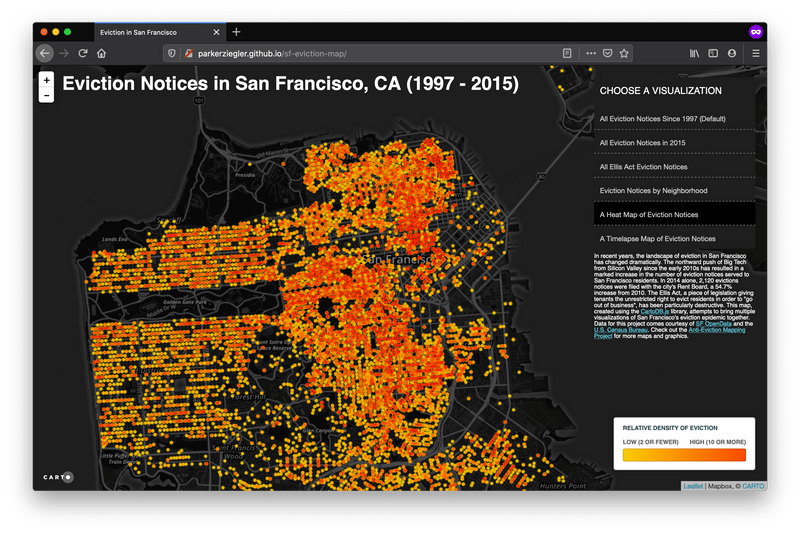 Eviction in San Francisco
parkerziegler.github.io/sf-eviction-map/
+
−
Eviction Notices in San Francisco, CA (1997 - 2015)
CHOOSE A VISUALIZATION
All Eviction Notices Since 1997 (Default)
All Eviction Notices in 2015
All Ellis Act Eviction Notices
Eviction Notices by Neighborhood
A Heat Map of Eviction Notices
A Timelapse Map of Eviction Notices
In recent years, the landscape of eviction in San Francisco
has changed dramatically. The northward push of Big Tech
from Silicon Valley since the early 2010s has resulted in a
marked increase in the number of eviction notices served to
San Francisco residents. In 2014 alone, 2,120 evictions
notices were filed with the city's Rent Board, a 54.7%
increase from 2010. The Ellis Act, a piece of legislation giving
tenants the unrestricted right to evict residents in order to "go
out of business", has been particularly destructive. This map,
created using the CartoDB.js library, attempts to bring multiple
visualizations of San Francisco's eviction epidemic together.
Data for this project comes courtesy of SF OpenData and the
U.S. Census Bureau. Check out the Anti-Eviction Mapping
Project for more maps and graphics.
101
80
Presidio
Lands End
San Francisco
Golden Gate Park
Middle Dr W
Forest Hill
Saint Francis
Wood
Hunters Point
RELATIVE DENSITY OF EVICTION
LOW (2 OR FEWER)
HIGH (10 OR MORE)
CARTO
Leaflet | Mapbox, © CARTO